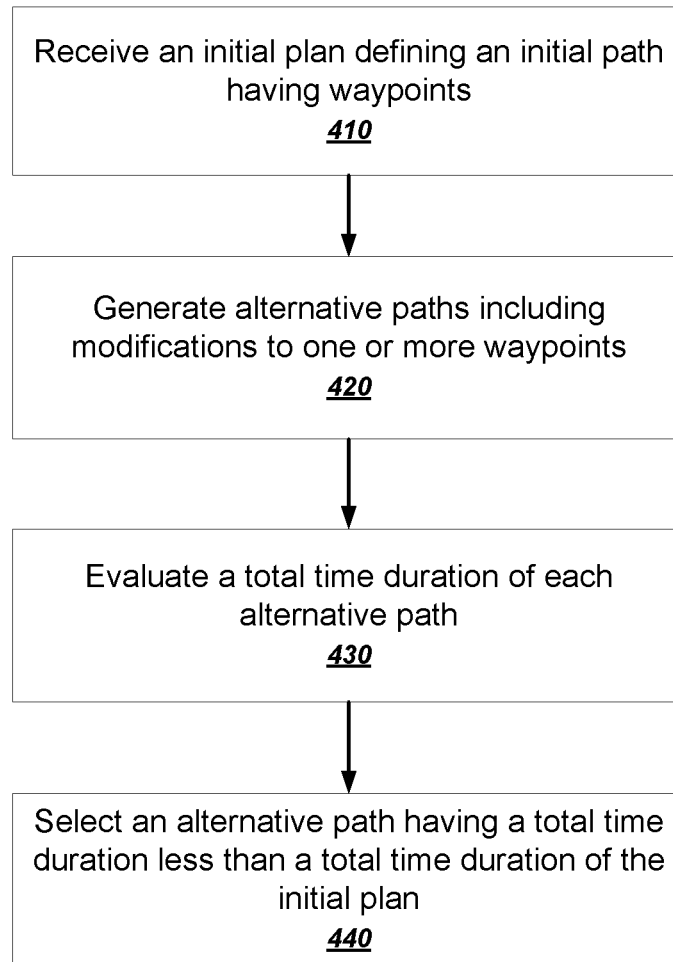 Receive an initial plan defining an initial path
having waypoints
410
Generate alternative paths including
modifications to one or more waypoints
420
Evaluate a total time duration of each
alternative path
430
Select an alternative path having a total time
duration less than a total time duration of the
initial plan
440